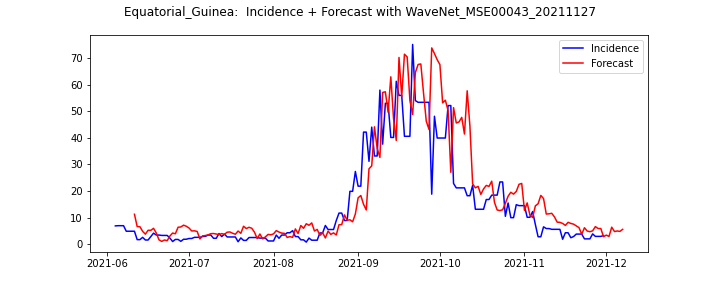 Equatorial_Guinea:  Incidence + Forecast with WaveNet_MSE00043_20211127
Incidence
Forecast
70
60
50
40
30
20
10
0
2021-06 2021-07 2021-08 2021-09 2021-10 2021-11 2021-12